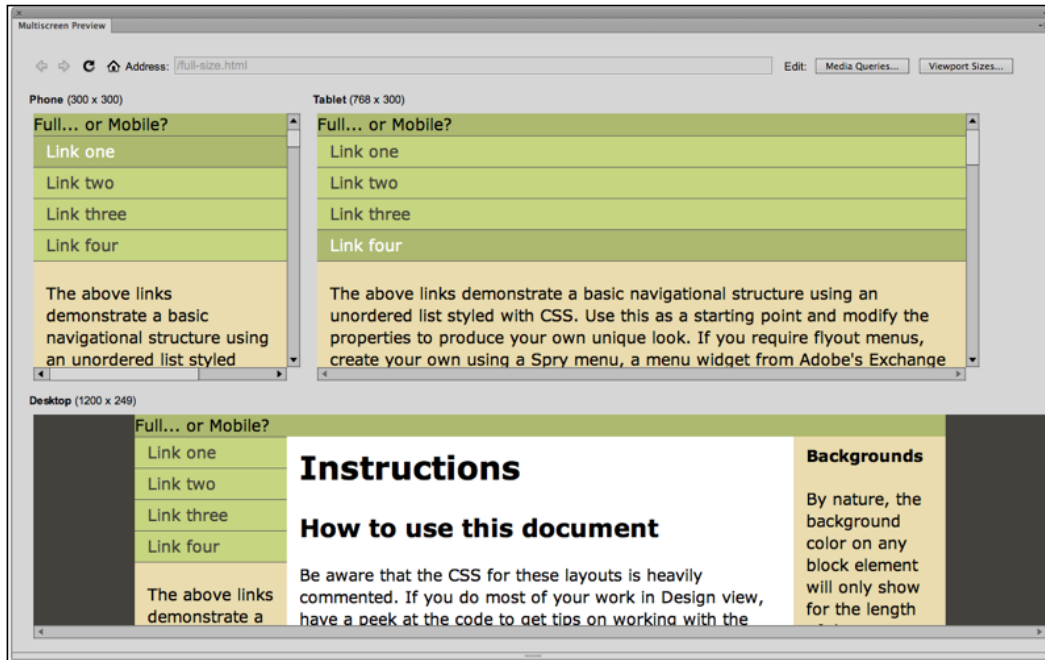 Multiscreen Preview
Address: /full-size.html Edit: Media Queries... Viewport Sizes...
Phone (300 x 300)
Full... or Mobile?
Link one
Link two
Link three
Link four
The above links
demonstrate a basic
navigational structure using
an unordered list styled
Tablet (768 x 300)
Full... or Mobile?
Link one
Link two
Link three
Link four
The above links demonstrate a basic navigational structure using an
unordered list styled with CSS. Use this as a starting point and modify the
properties to produce your own unique look. If you require flyout menus,
create your own using a Spry menu, a menu widget from Adobe's Exchange
Desktop (1200 x 249)
Full... or Mobile?
Link one
Link two
Link three
Link four
The above links
demonstrate a
Instructions
How to use this document
Be aware that the CSS for these layouts is heavily
commented. If you do most of your work in Design view,
have a peek at the code to get tips on working with the
Backgrounds
By nature, the
background
color on any
block element
will only show
for the length